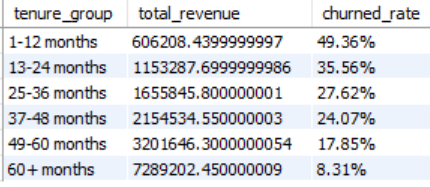 tenure_group total_revenue churned_rate
1-12 months 606208.4399999997 49.36%
13-24 months 1153287.6999999986 35.56%
25-36 months 1655845.800000001 27.62%
37-48 months 2154534.550000003 24.07%
49-60 months 3201646.3000000054 17.85%
60+ months 7289202.450000009 8.31%